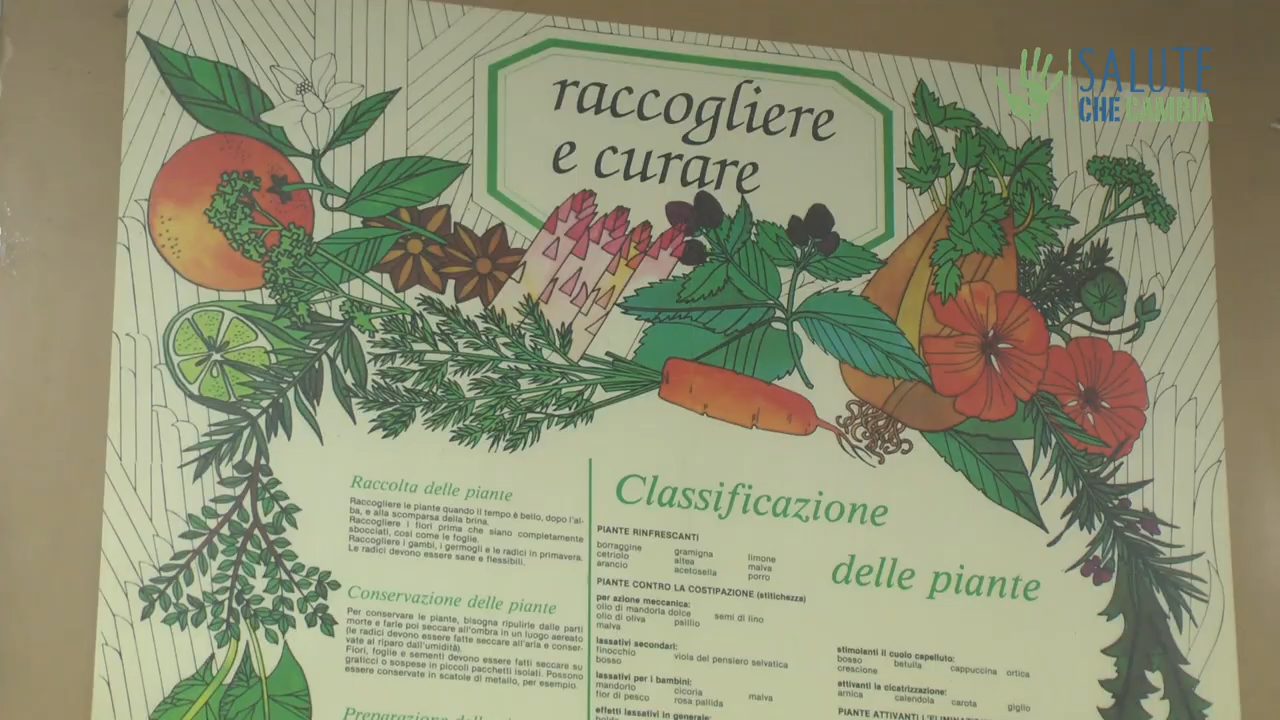 SALUTE
CHE CAMBIA
raccogliere
e curare
Raccolta delle piante
Raccogliere le piante quando il tempo è bello, dopo l'al-
ba, e alla scomparsa della brina.
Raccogliere i fiori prima che siano completamente
sbocciati, così come le foglie.
Raccogliere i gambi, i germogli e le radici in primavera.
Le radici devono essere sane e flessibili.
Conservazione delle piante
Per conservare le piante, bisogna ripulirle dalle parti
morte e farle poi seccare all'ombra in un luogo aereato
(le radici devono essere fatte seccare all'aria e conser-
vate al riparo dall'umidità).
Fiori, foglie e sementi devono essere fatti seccare su
graticci o sospese in piccoli pacchetti isolati. Possono
essere conservate in scatole di metallo, per esempio.
Classificazione
delle piante
PIANTE RINFRESCANTI
borraggine gramigna limone
cetriolo altea malva
arancio acetosella porro
PIANTE CONTRO LA COSTIPAZIONE (stitichezza)
per azione meccanica:
olio di mandorla dolce semi di lino
olio di oliva psillio
malva
lassativi secondari:
finocchio viola del pensiero selvatica
bosso
lassativi per i bambini:
mandorlo cicoria malva
fior di pesco rosa pallida
effetti lassativi in generale:
stimolanti il cuoio capelluto:
bosso betulla cappuccina ortica
crescione
attivanti la cicatrizzazione:
arnica calendola carota giglio